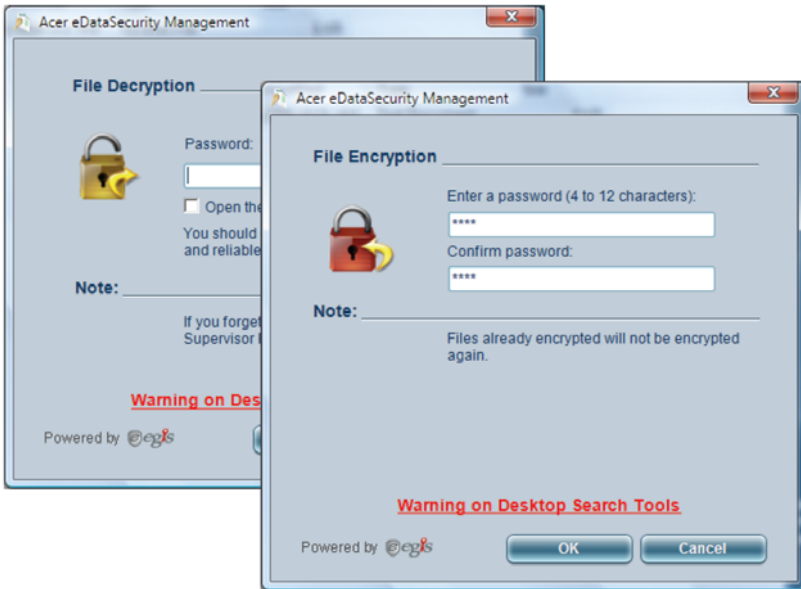 Acer eDataSecurity Management
File Decryption
Password:
Open the
You should
and reliable
Note:
If you forget
Supervisor
Warning on Des
Powered by egis
Acer eDataSecurity Management
File Encryption
Enter a password (4 to 12 characters):
****
Confirm password:
****
Note:
Files already encrypted will not be encrypted
again.
Warning on Desktop Search Tools
Powered by egis
OK
Cancel